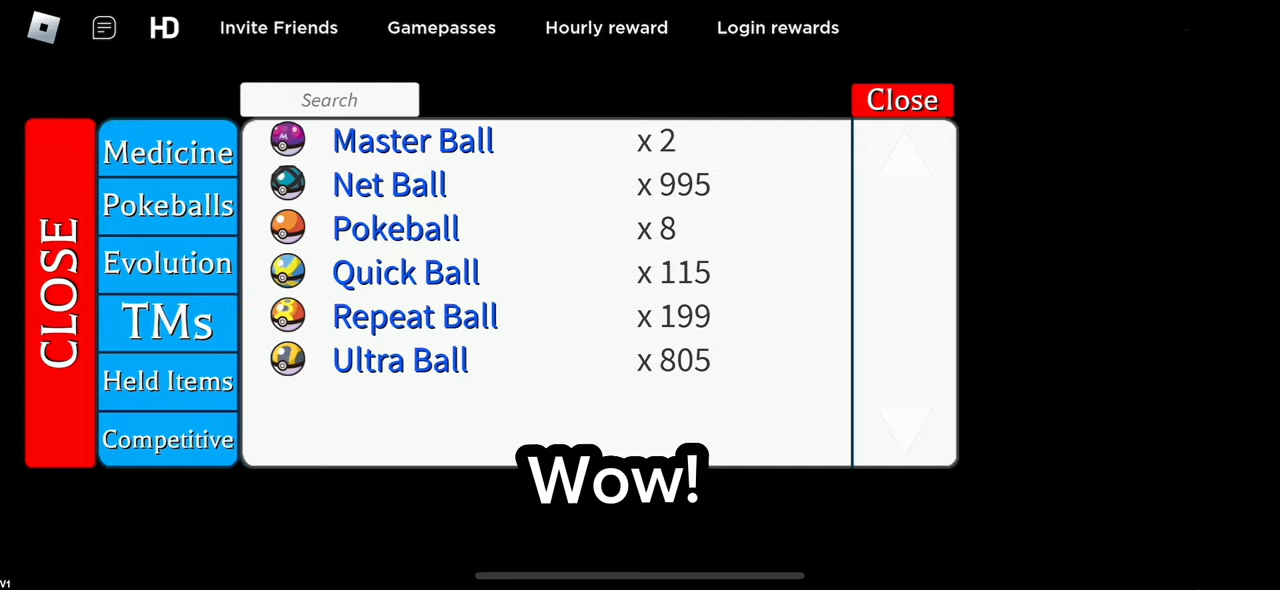 HD Invite Friends Gamepasses Hourly reward Login rewards
Search Close
CLOSE
Medicine
Pokeballs
Evolution
TMs
Held Items
Competitive
Master Ball x 2
Net Ball x 995
Pokeball x 8
Quick Ball x 115
Repeat Ball x 199
Ultra Ball x 805
Wow!
V1